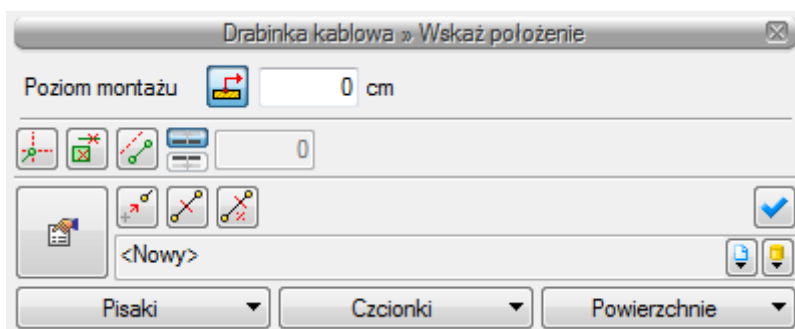 Drabinka kablowa » Wskaż położenie
Poziom montażu 0 cm
0
<Nowy>
Pisaki Czcionki Powierzchnie